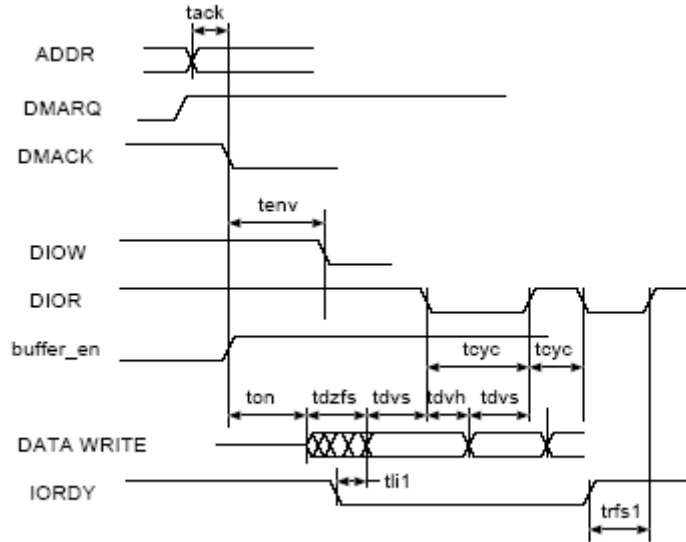 tack
ADDR
DMARQ
DMACK
tenv
DIOW
DIOR
buffer_en
tcyc tcyc
ton tdzfs tdvs tdvh tdvs
DATA WRITE
tli1
IORDY
trfs1